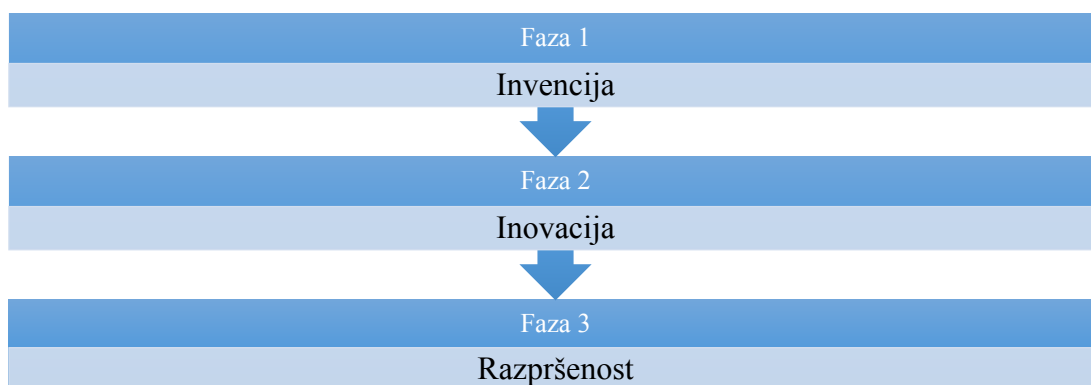 Faza 1
Invencija
Faza 2
Inovacija
Faza 3
Razpršenost